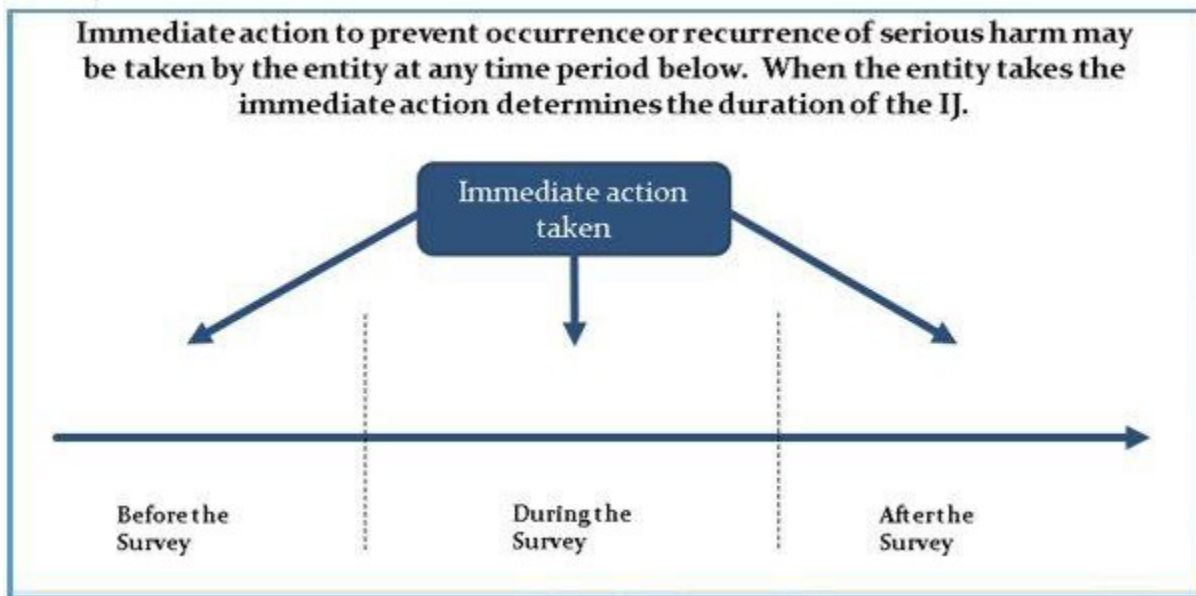 Immediate action to prevent occurrence or recurrence of serious harm may
be taken by the entity at any time period below. When the entity takes the
immediate action determines the duration of the IJ.
Immediate action
taken
Before the
Survey
During the
Survey
After the
Survey